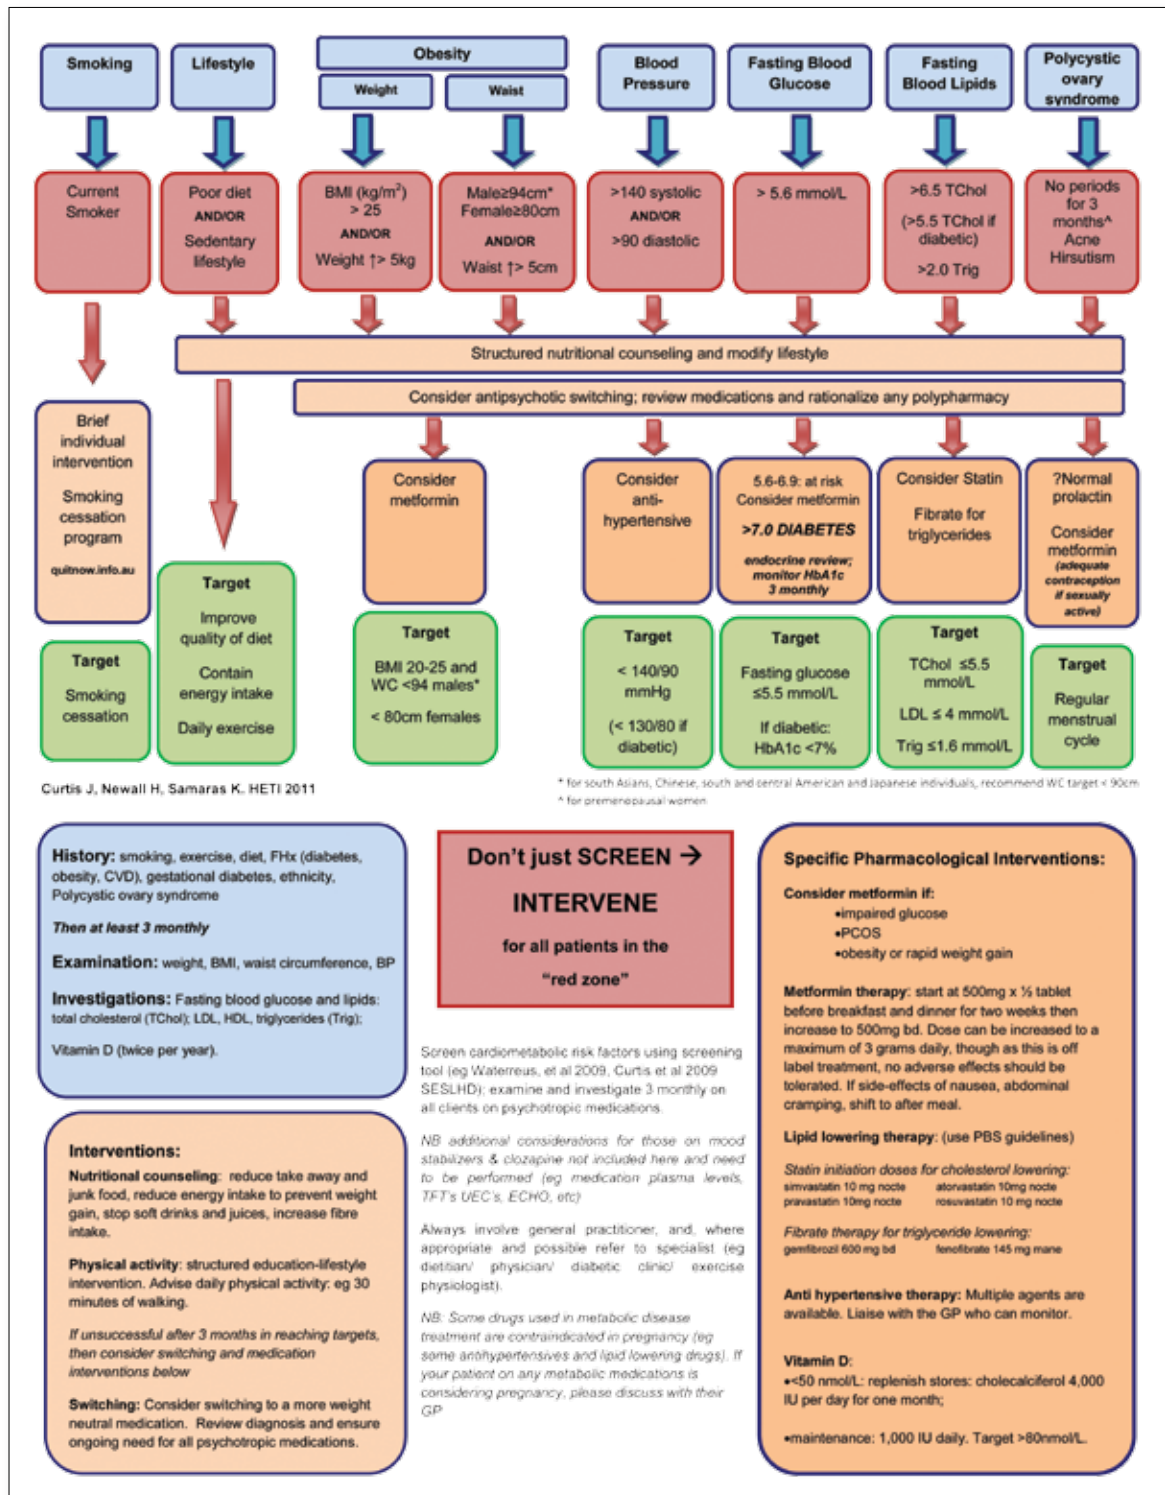 Smoking
Lifestyle
Obesity
Weight
Waist
Blood
Pressure
Fasting Blood
Glucose
Fasting
Blood Lipids
Polycystic
ovary
syndrome
Current
Smoker
Poor diet
AND/OR
Sedentary
lifestyle
BMI (kg/m²)
> 25
AND/OR
Weight ↑> 5kg
Male≥94cm*
Female≥80cm
AND/OR
Waist ↑> 5cm
>140 systolic
AND/OR
>90 diastolic
> 5.6 mmol/L
>6.5 TChol
(>5.5 TChol if
diabetic)
>2.0 Trig
No periods
for 3
months^
Acne
Hirsutism
Structured nutritional counseling and modify lifestyle
Consider antipsychotic switching; review medications and rationalize any polypharmacy
Brief
individual
intervention
Smoking
cessation
program
quitnow.info.au
Consider
metformin
Consider
anti-
hypertensive
5.6-6.9: at risk
Consider metformin
>7.0 DIABETES
endocrine review;
monitor HbA1c
3 monthly
Consider Statin
Fibrate for
triglycerides
?Normal
prolactin
Consider
metformin
(adequate
contraception
if sexually
active)
Target
Smoking
cessation
Target
Improve
quality of diet
Contain
energy intake
Daily exercise
Target
BMI 20-25 and
WC <94 males*
< 80cm females
Target
< 140/90
mmHg
(< 130/80 if
diabetic)
Target
Fasting glucose
≤5.5 mmol/L
If diabetic:
HbA1c <7%
Target
TChol ≤5.5
mmol/L
LDL ≤ 4 mmol/L
Trig ≤1.6 mmol/L
Target
Regular
menstrual
cycle
Curtis J, Newall H, Samaras K. HETI 2011
* for south Asians, Chinese, south and central American and Japanese individuals, recommend WC target < 90cm
^ for premenopausal women
History: smoking, exercise, diet, FHx (diabetes,
obesity, CVD), gestational diabetes, ethnicity,
Polycystic ovary syndrome
Then at least 3 monthly
Examination: weight, BMI, waist circumference, BP
Investigations: Fasting blood glucose and lipids:
total cholesterol (TChol); LDL, HDL, triglycerides (Trig);
Vitamin D (twice per year).
Interventions:
Nutritional counseling: reduce take away and
junk food, reduce energy intake to prevent weight
gain, stop soft drinks and juices, increase fibre
intake.
Physical activity: structured education-lifestyle
intervention. Advise daily physical activity: eg 30
minutes of walking.
If unsuccessful after 3 months in reaching targets,
then consider switching and medication
interventions below
Switching: Consider switching to a more weight
neutral medication. Review diagnosis and ensure
ongoing need for all psychotropic medications.
Don't just SCREEN →
INTERVENE
for all patients in the
"red zone"
Screen cardiometabolic risk factors using screening
tool (eg Waterreus, et al 2009, Curtis et al 2009
SESLHD); examine and investigate 3 monthly on
all clients on psychotropic medications.
NB additional considerations for those on mood
stabilizers & clozapine not included here and need
to be performed (eg medication plasma levels,
TFT's UEC's, ECHO, etc)
Always involve general practitioner, and, where
appropriate and possible refer to specialist (eg
dietitian/ physician/ diabetic clinic/ exercise
physiologist).
NB: Some drugs used in metabolic disease
treatment are contraindicated in pregnancy (eg
some antihypertensives and lipid lowering drugs). If
your patient on any metabolic medications is
considering pregnancy, please discuss with their
GP
Specific Pharmacological Interventions:
Consider metformin if:
•impaired glucose
•PCOS
•obesity or rapid weight gain
Metformin therapy: start at 500mg x ½ tablet
before breakfast and dinner for two weeks then
increase to 500mg bd. Dose can be increased to a
maximum of 3 grams daily, though as this is off
label treatment, no adverse effects should be
tolerated. If side-effects of nausea, abdominal
cramping, shift to after meal.
Lipid lowering therapy: (use PBS guidelines)
Statin initiation doses for cholesterol lowering:
simvastatin 10 mg nocte atorvastatin 10mg nocte
pravastatin 10mg nocte rosuvastatin 10 mg nocte
Fibrate therapy for triglyceride lowering:
gemfibrozil 600 mg bd fenofibrate 145 mg mane
Anti hypertensive therapy: Multiple agents are
available. Liaise with the GP who can monitor.
Vitamin D:
•<50 nmol/L: replenish stores: cholecalciferol 4,000
IU per day for one month;
•maintenance: 1,000 IU daily. Target >80nmol/L.